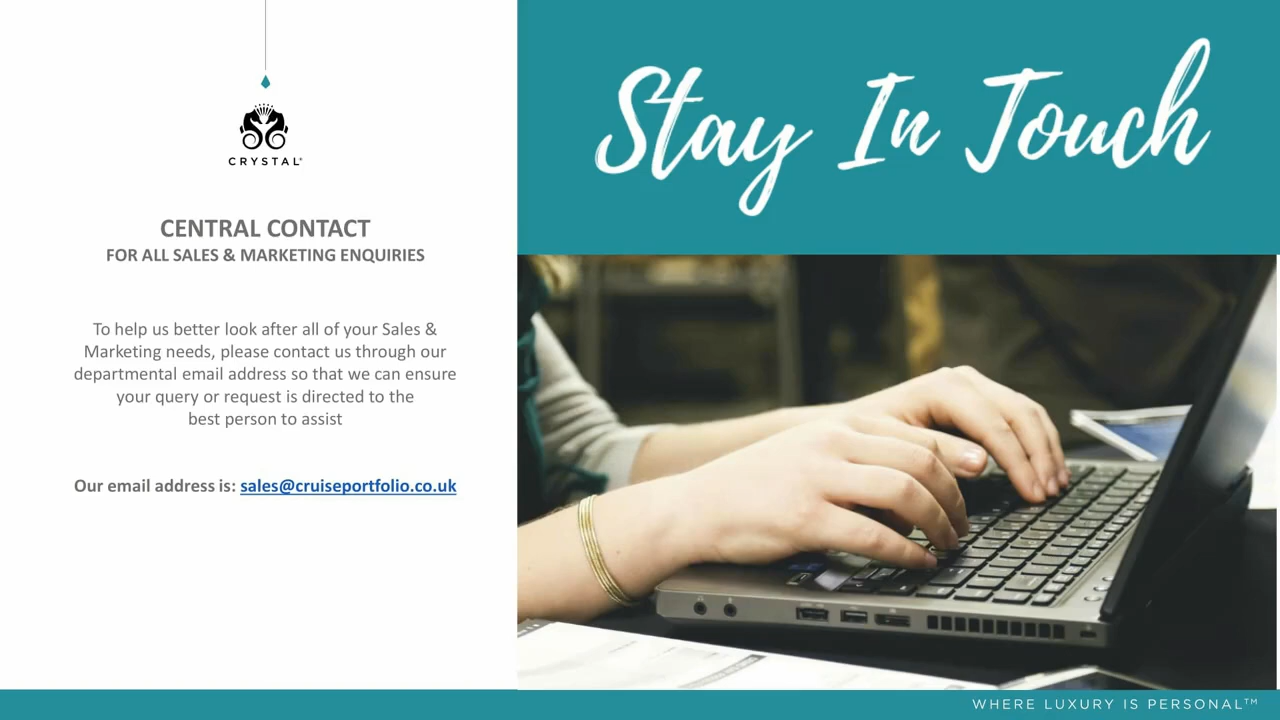 CRYSTAL
CENTRAL CONTACT
FOR ALL SALES & MARKETING ENQUIRIES
To help us better look after all of your Sales &
Marketing needs, please contact us through our
departmental email address so that we can ensure
your query or request is directed to the
best person to assist
Our email address is: sales@cruiseportfolio.co.uk
Stay In Touch
WHERE LUXURY IS PERSONAL™